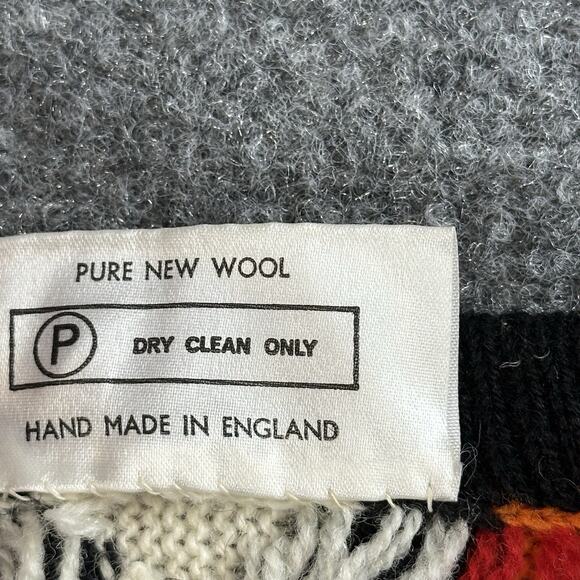 PURE NEW WOOL
P DRY CLEAN ONLY
HAND MADE IN ENGLAND